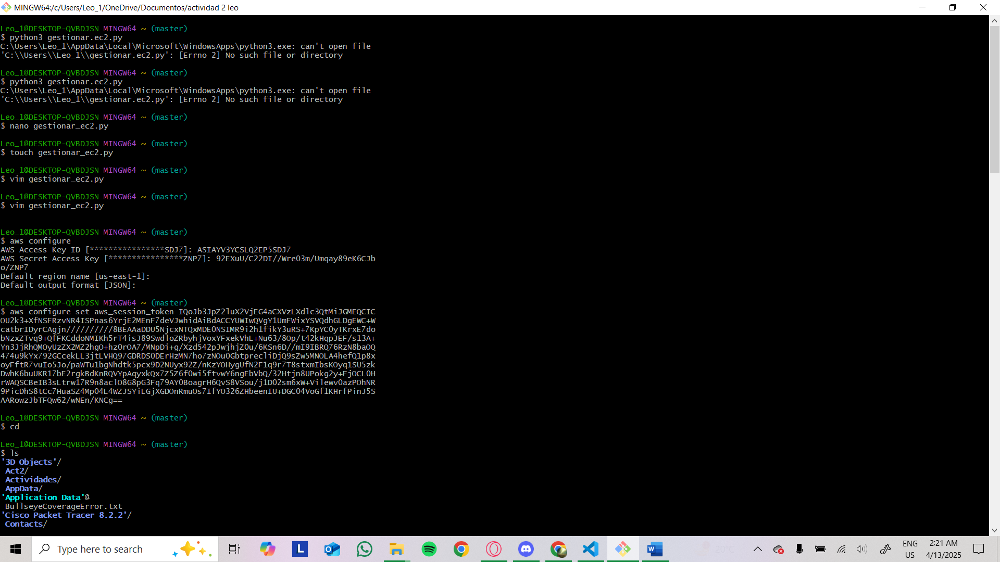 MINGW64:/c/Users/Leo_1/OneDrive/Documentos/actividad 2 leo
Leo_1@DESKTOP-QVBDJSN MINGW64 ~ (master)
$ python3 gestionar.ec2.py
C:\Users\Leo_1\AppData\Local\Microsoft\WindowsApps\python3.exe: can't open file
'C:\\Users\\Leo_1\\gestionar.ec2.py': [Errno 2] No such file or directory
Leo_1@DESKTOP-QVBDJSN MINGW64 ~ (master)
$ python3 gestionar.ec2.py
C:\Users\Leo_1\AppData\Local\Microsoft\WindowsApps\python3.exe: can't open file
'C:\\Users\\Leo_1\\gestionar.ec2.py': [Errno 2] No such file or directory
Leo_1@DESKTOP-QVBDJSN MINGW64 ~ (master)
$ nano gestionar_ec2.py
Leo_1@DESKTOP-QVBDJSN MINGW64 ~ (master)
$ touch gestionar_ec2.py
Leo_1@DESKTOP-QVBDJSN MINGW64 ~ (master)
$ vim gestionar_ec2.py
Leo_1@DESKTOP-QVBDJSN MINGW64 ~ (master)
$ vim gestionar_ec2.py
Leo_1@DESKTOP-QVBDJSN MINGW64 ~ (master)
$ aws configure
AWS Access Key ID [****************SDJ7]: ASIAYV3YCSLQ2EP5SDJ7
AWS Secret Access Key [****************ZNP7]: 92EXuU/C22DI//WreO3m/Umqay89eK6CJb
o/ZNP7
Default region name [us-east-1]:
Default output format [JSON]:
Leo_1@DESKTOP-QVBDJSN MINGW64 ~ (master)
$ aws configure set aws_session_token IQoJb3JpZ2luX2VjEG4aCXVzLXdlc3QtMiJGMEQCIC
OU2k3+XfNSFRzvNR4ISPnas6YrjE2MEnF7deVJwhidAiBdACCYUWIwQVgY1UmFWixYSVQdhGLDgEWC+W
catbrIDyrCAgjn//////////8BEAAaDDU5NjcxNTQxMDE0NSIMR9i2h1fikY3uRS+7KpYCOyTKrxE7do
bNzxZTvq9+QfFKCddoNMIKh5rT4isJ89SwdloZRbyhjVoxYFxekVhL+Nu63/8Op/t42kHqpJEF/s13A+
Yn3JjRhQMOyUzZX2MZ2hgO+hz0rOA7/MNpDi+g/Xzd542pJwjhjZ0u/6KSn6D//mI9IBRQ76RzN8baOQ
474u9kYx792GCcekLL3jtLVHQ97GDRDSODErHzMN7ho7zNOu0GbtprecliDjQ9sZw5MNOLA4hefQ1p8x
oyFftR7vuIo5Jo/paWTu1bgNhdtk5pcx9D2NUyx92Z/nKzYOHygUfN2F1q9r7T8stxmIbsKOyq1SU5zk
DwhK6buUKR17bE2rgkBdKnRQVYpAqyxkQx7Z5Z6fOwi5ftvwY6ngEbVbQ/32Htjn8UPokg2y+FjOCL0H
rWAQSCBeIB3sLtrw17R9n8aclO8G8pG3Fq79AY0BoagrH6QvS8VSou/j1DO2sm6xW+VilewvOazPOhNR
9PicDhS8tCc7HuaSZ4MpO4L4WZJSYiLGjXGDOnRmuOs7IfYO326ZHbeenIU+DGCO4VoGf1KHrfPinJ5S
AARowzJbTFQw62/wNEn/KNCg==
Leo_1@DESKTOP-QVBDJSN MINGW64 ~ (master)
$ cd
Leo_1@DESKTOP-QVBDJSN MINGW64 ~ (master)
$ ls
'3D Objects'/
Act2/
Actividades/
AppData/
'Application Data'@
BullseyeCoverageError.txt
'Cisco Packet Tracer 8.2.2'/
Contacts/
Type here to search
ENG
US
2:21 AM
4/13/2025